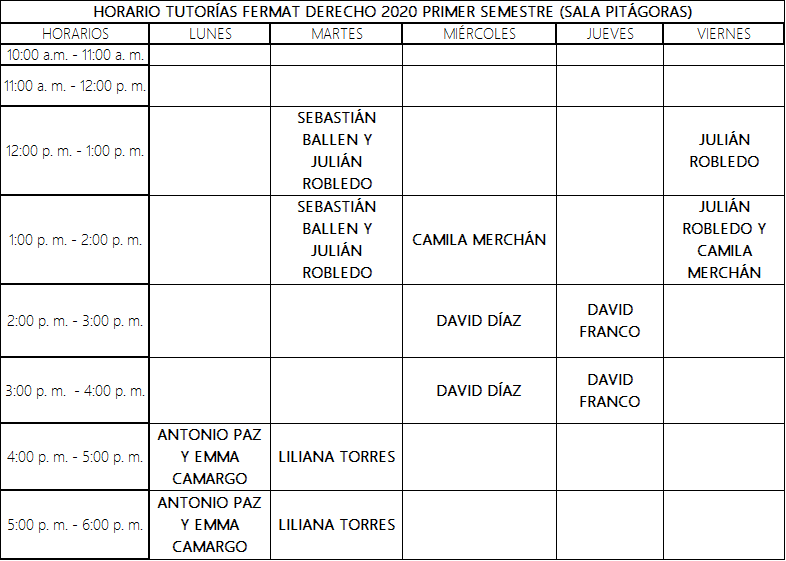 HORARIO TUTORÍAS FERMAT DERECHO 2020 PRIMER SEMESTRE (SALA PITÁGORAS)
HORARIOS LUNES MARTES MIÉRCOLES JUEVES VIERNES
10:00 a.m. - 11:00 a. m.
11:00 a. m. - 12:00 p. m.
12:00 p. m. - 1:00 p. m.
SEBASTIÁN
BALLEN Y
JULIÁN
ROBLEDO
JULIÁN
ROBLEDO
1:00 p. m. - 2:00 p. m.
SEBASTIÁN
BALLEN Y
JULIÁN
ROBLEDO
CAMILA MERCHÁN
JULIÁN
ROBLEDO Y
CAMILA
MERCHÁN
2:00 p. m. - 3:00 p. m.
DAVID DÍAZ
DAVID
FRANCO
3:00 p. m. - 4:00 p. m.
DAVID DÍAZ
DAVID
FRANCO
4:00 p. m. - 5:00 p. m.
ANTONIO PAZ
Y EMMA
CAMARGO
LILIANA TORRES
5:00 p. m. - 6:00 p. m.
ANTONIO PAZ
Y EMMA
CAMARGO
LILIANA TORRES